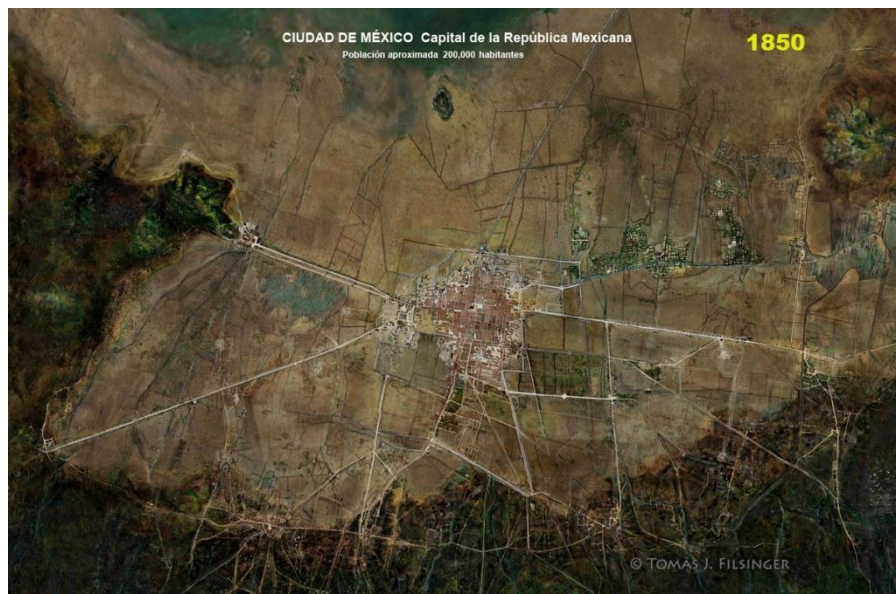 CIUDAD DE MÉXICO Capital de la República Mexicana
1850
Población aproximada 200,000 habitantes
© TOMAS J. FILSINGER